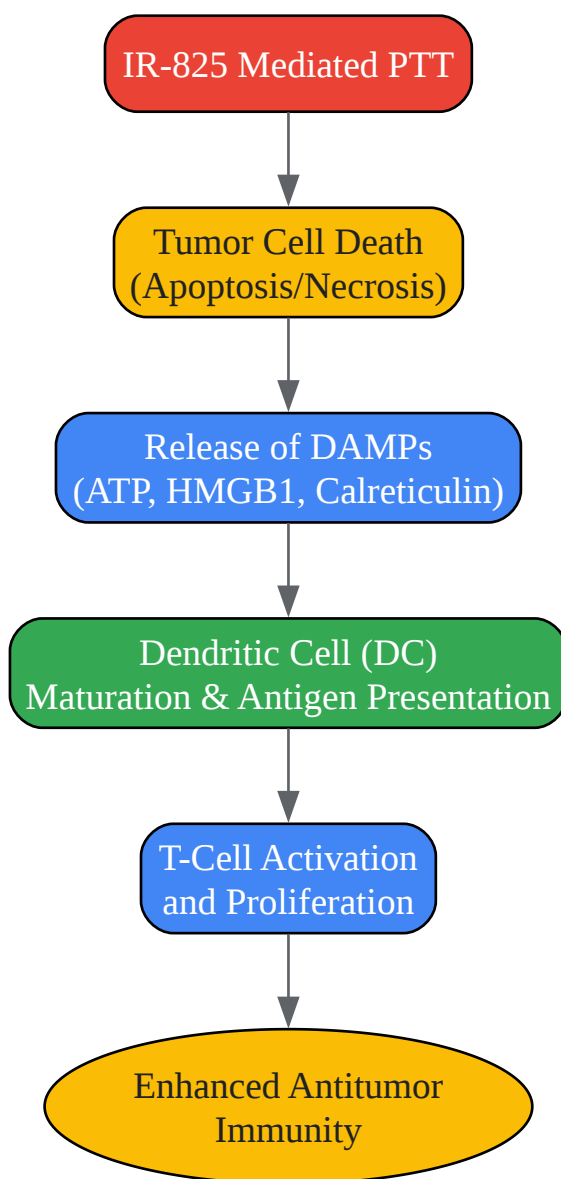 IR-825 Mediated PTT
Tumor Cell Death
(Apoptosis/Necrosis)
Release of DAMPs
(ATP, HMGB1, Calreticulin)
Dendritic Cell (DC)
Maturation & Antigen Presentation
T-Cell Activation
and Proliferation
Enhanced Antitumor
Immunity